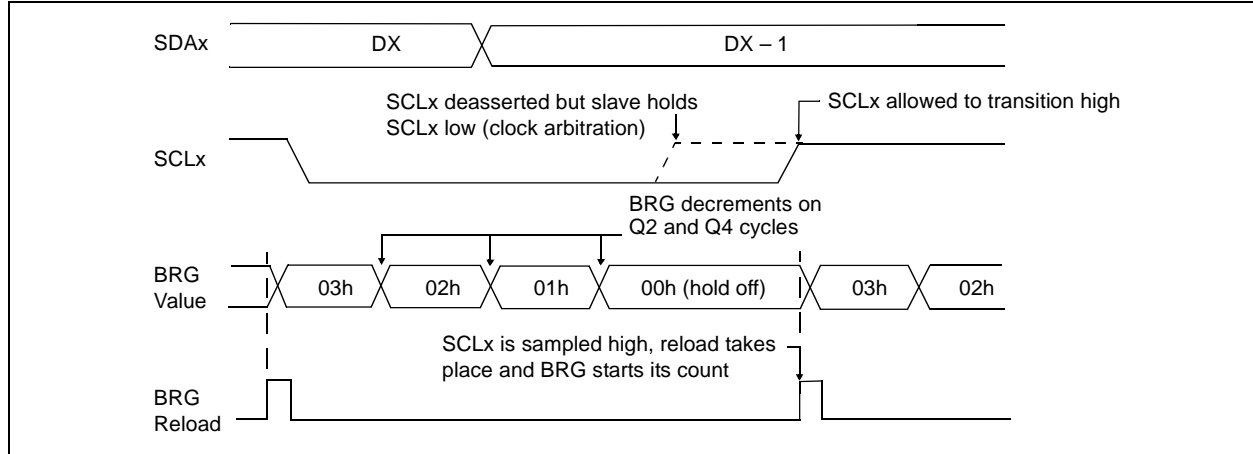 SDAx
DX
DX – 1
SCLx deasserted but slave holds
SCLx low (clock arbitration)
SCLx allowed to transition high
SCLx
BRG decrements on
Q2 and Q4 cycles
BRG
Value
03h
02h
01h
00h (hold off)
03h
02h
SCLx is sampled high, reload takes
place and BRG starts its count
BRG
Reload